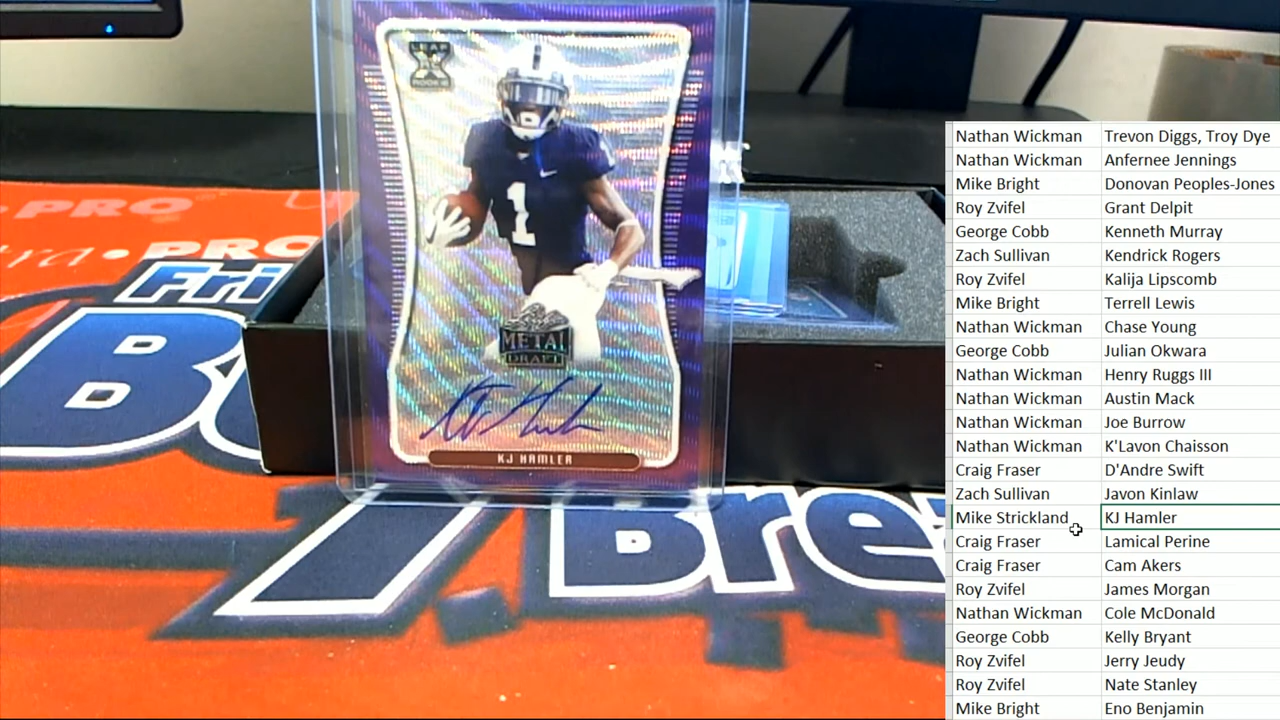 LEAF
ROOKIE
1
METAL
DRAFT
KJ HAMLER
PRO
PRO
Fri
Nathan Wickman Trevon Diggs, Troy Dye
Nathan Wickman Anfernee Jennings
Mike Bright Donovan Peoples-Jones
Roy Zvifel Grant Delpit
George Cobb Kenneth Murray
Zach Sullivan Kendrick Rogers
Roy Zvifel Kalija Lipscomb
Mike Bright Terrell Lewis
Nathan Wickman Chase Young
George Cobb Julian Okwara
Nathan Wickman Henry Ruggs III
Nathan Wickman Austin Mack
Nathan Wickman Joe Burrow
Nathan Wickman K'Lavon Chaisson
Craig Fraser D'Andre Swift
Zach Sullivan Javon Kinlaw
Mike Strickland KJ Hamler
Craig Fraser Lamical Perine
Craig Fraser Cam Akers
Roy Zvifel James Morgan
Nathan Wickman Cole McDonald
George Cobb Kelly Bryant
Roy Zvifel Jerry Jeudy
Roy Zvifel Nate Stanley
Mike Bright Eno Benjamin